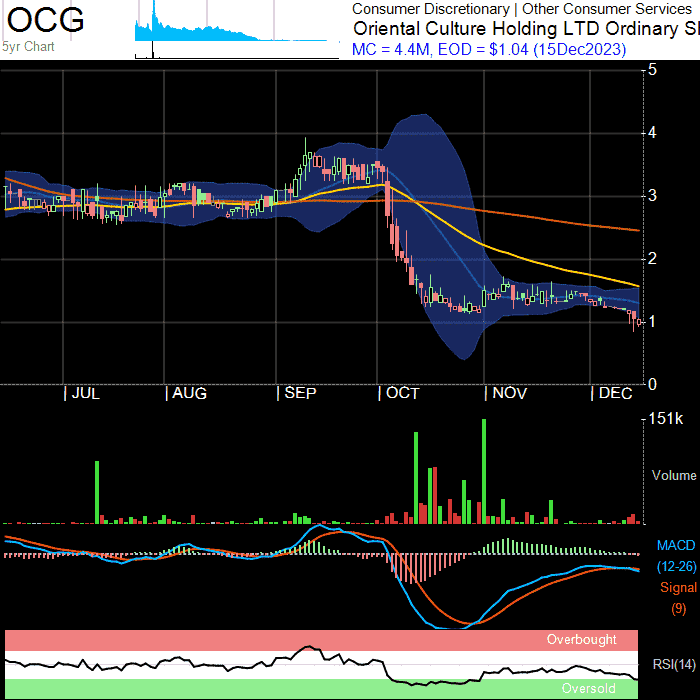 OCG
5yr Chart
Consumer Discretionary | Other Consumer Services
Oriental Culture Holding LTD Ordinary
MC = 4.4M, EOD = $1.04 (15Dec2023)
5
4
3
2
1
0
JUL AUG SEP OCT NOV DEC
151k
Volume
MACD
(12-26)
Signal
(9)
Overbought
RSI(14)
Oversold